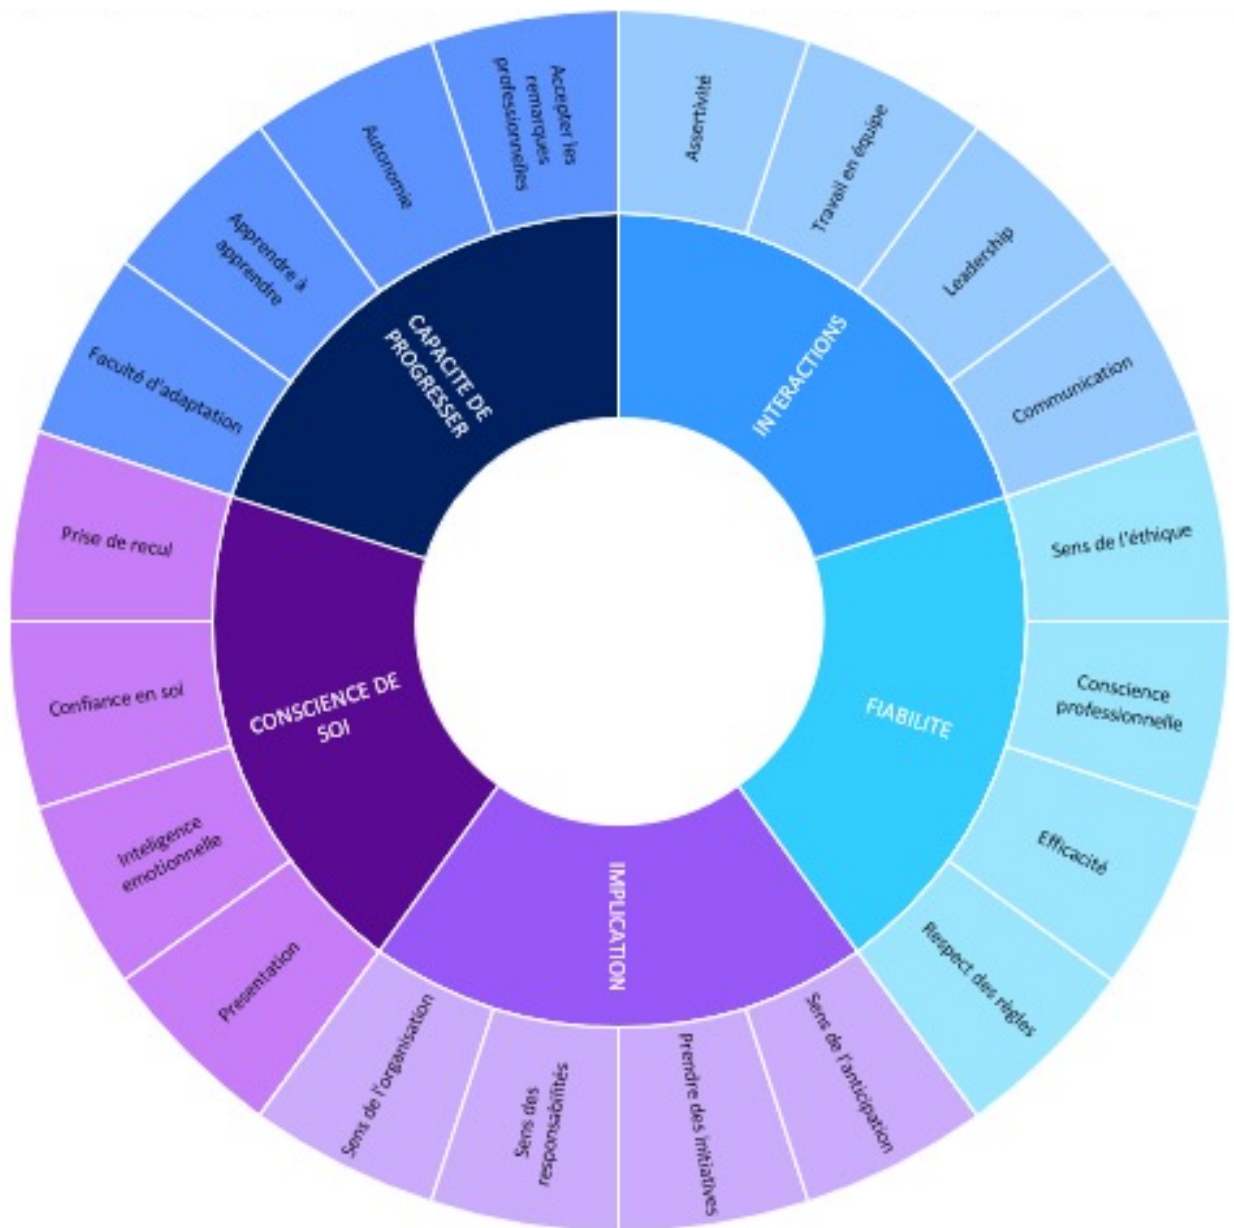 Assertivité
Travail en équipe
Leadership
Communication
Sens de l'éthique
Conscience
professionnelle
Efficacité
Respect des règles
Sens de l'anticipation
Prendre des initiatives
Sens des
responsabilités
Sens de l'organisation
Presentation
Inteligence
emotionnelle
Confiance en soi
Prise de recul
Faculté d'adaptation
Apprendre à
apprendre
Autonomie
Accepter les
remarques
professionnelles
INTERACTIONS
FIABILITE
IMPLICATION
CONSCIENCE DE
SOI
CAPACITE DE
PROGRESSER